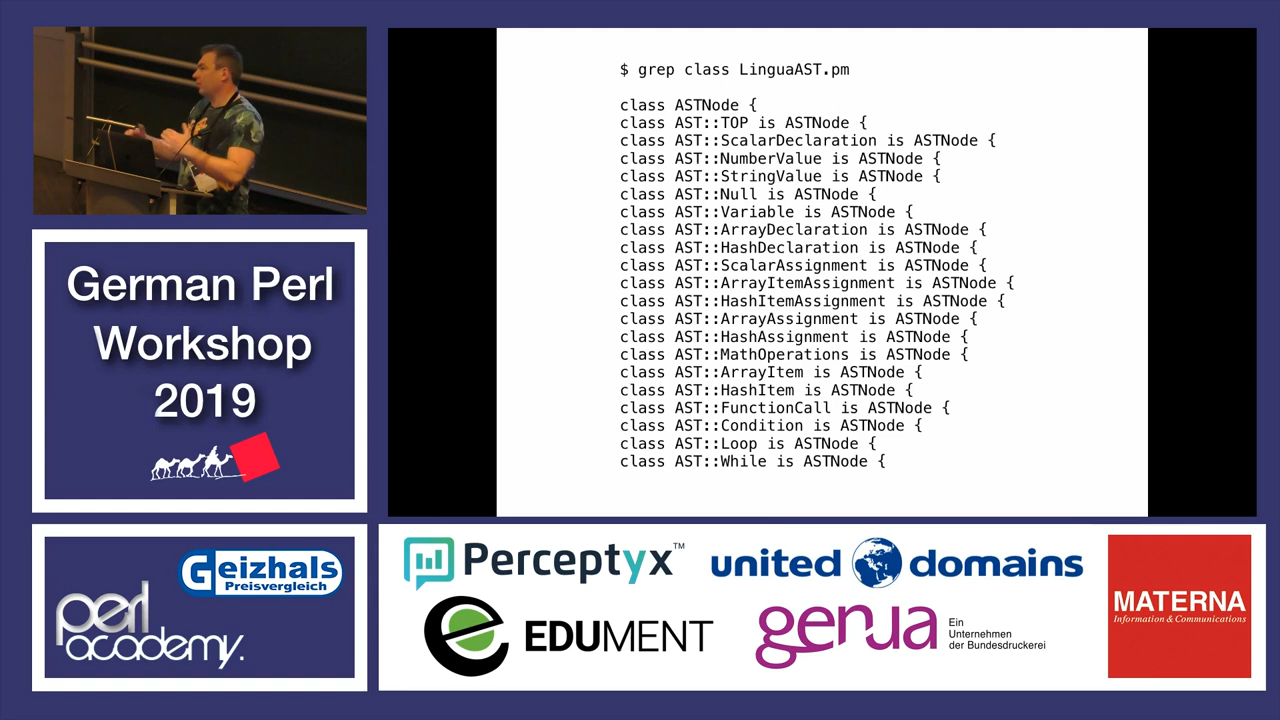 $ grep class LinguaAST.pm
class ASTNode {
class AST::TOP is ASTNode {
class AST::ScalarDeclaration is ASTNode {
class AST::NumberValue is ASTNode {
class AST::StringValue is ASTNode {
class AST::Null is ASTNode {
class AST::Variable is ASTNode {
class AST::ArrayDeclaration is ASTNode {
class AST::HashDeclaration is ASTNode {
class AST::ScalarAssignment is ASTNode {
class AST::ArrayItemAssignment is ASTNode {
class AST::HashItemAssignment is ASTNode {
class AST::ArrayAssignment is ASTNode {
class AST::HashAssignment is ASTNode {
class AST::MathOperations is ASTNode {
class AST::ArrayItem is ASTNode {
class AST::HashItem is ASTNode {
class AST::FunctionCall is ASTNode {
class AST::Condition is ASTNode {
class AST::Loop is ASTNode {
class AST::While is ASTNode {
German Perl
Workshop
2019
Geizhals
Preisvergleich
perl
academy.
Perceptyx™
united domains
EDUMENT
genua
Ein
Unternehmen
der Bundesdruckerei
MATERNA
Information & Communications